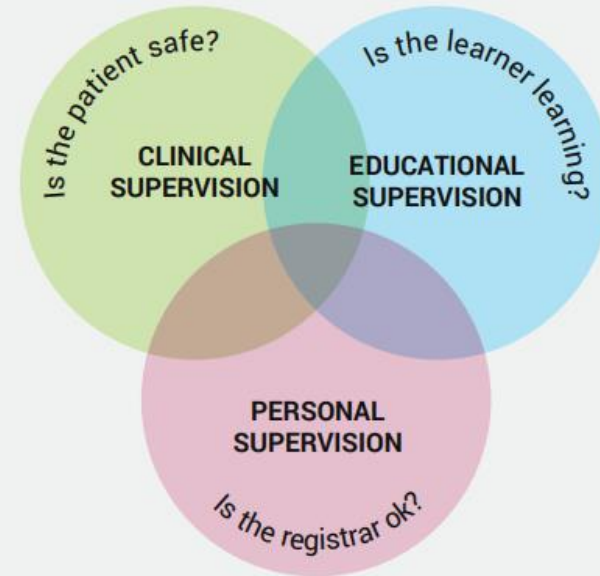 Is the patient safe?
CLINICAL
SUPERVISION
Is the learner learning?
EDUCATIONAL
SUPERVISION
PERSONAL
SUPERVISION
Is the registrar ok?